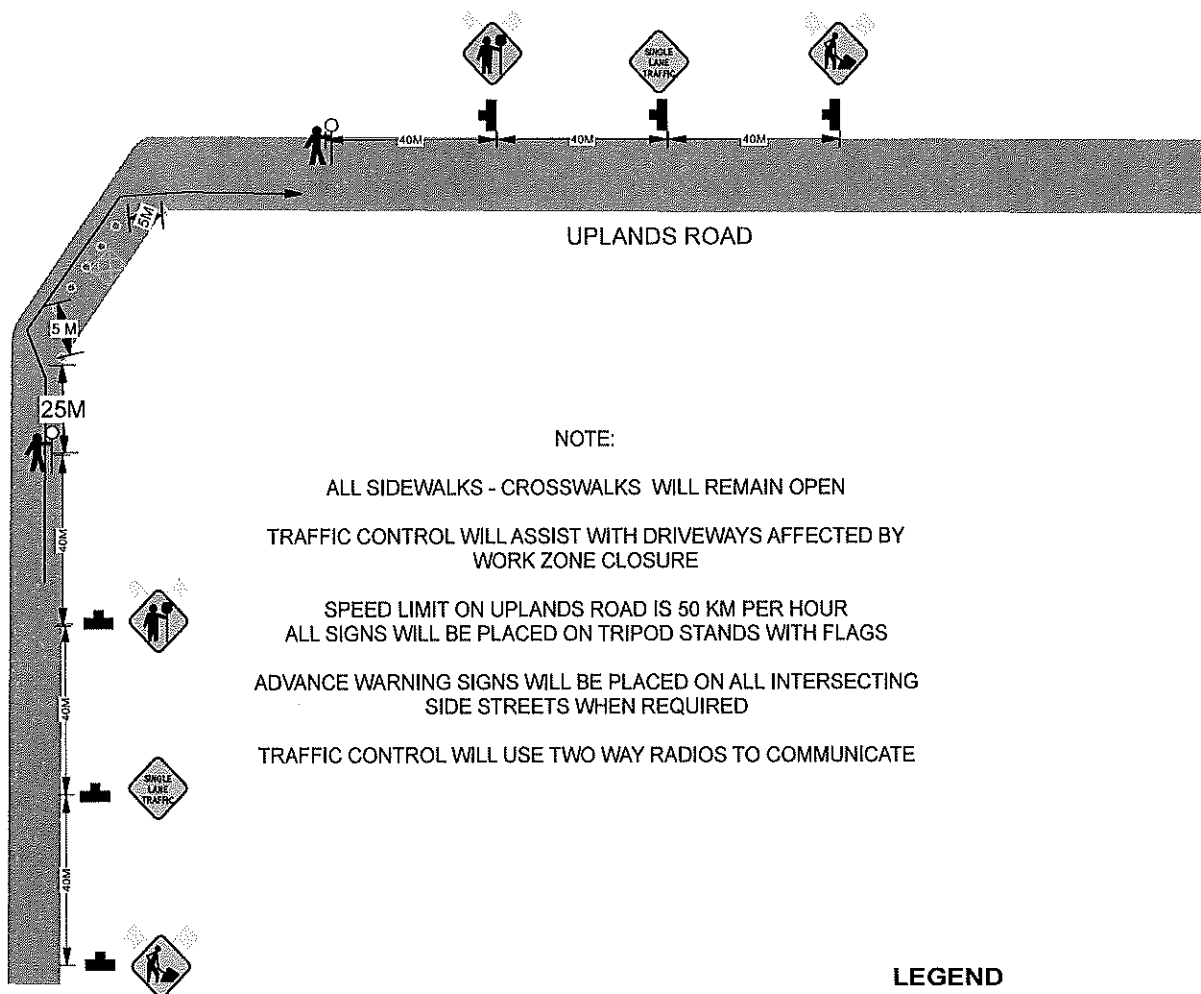 SINGLE
LANE
TRAFFIC
40M
40M
40M
5M
UPLANDS ROAD
5 M
25M
NOTE:
ALL SIDEWALKS - CROSSWALKS WILL REMAIN OPEN
TRAFFIC CONTROL WILL ASSIST WITH DRIVEWAYS AFFECTED BY
WORK ZONE CLOSURE
40M
SPEED LIMIT ON UPLANDS ROAD IS 50 KM PER HOUR
ALL SIGNS WILL BE PLACED ON TRIPOD STANDS WITH FLAGS
ADVANCE WARNING SIGNS WILL BE PLACED ON ALL INTERSECTING
SIDE STREETS WHEN REQUIRED
40M
TRAFFIC CONTROL WILL USE TWO WAY RADIOS TO COMMUNICATE
SINGLE
LANE
TRAFFIC
40M
LEGEND